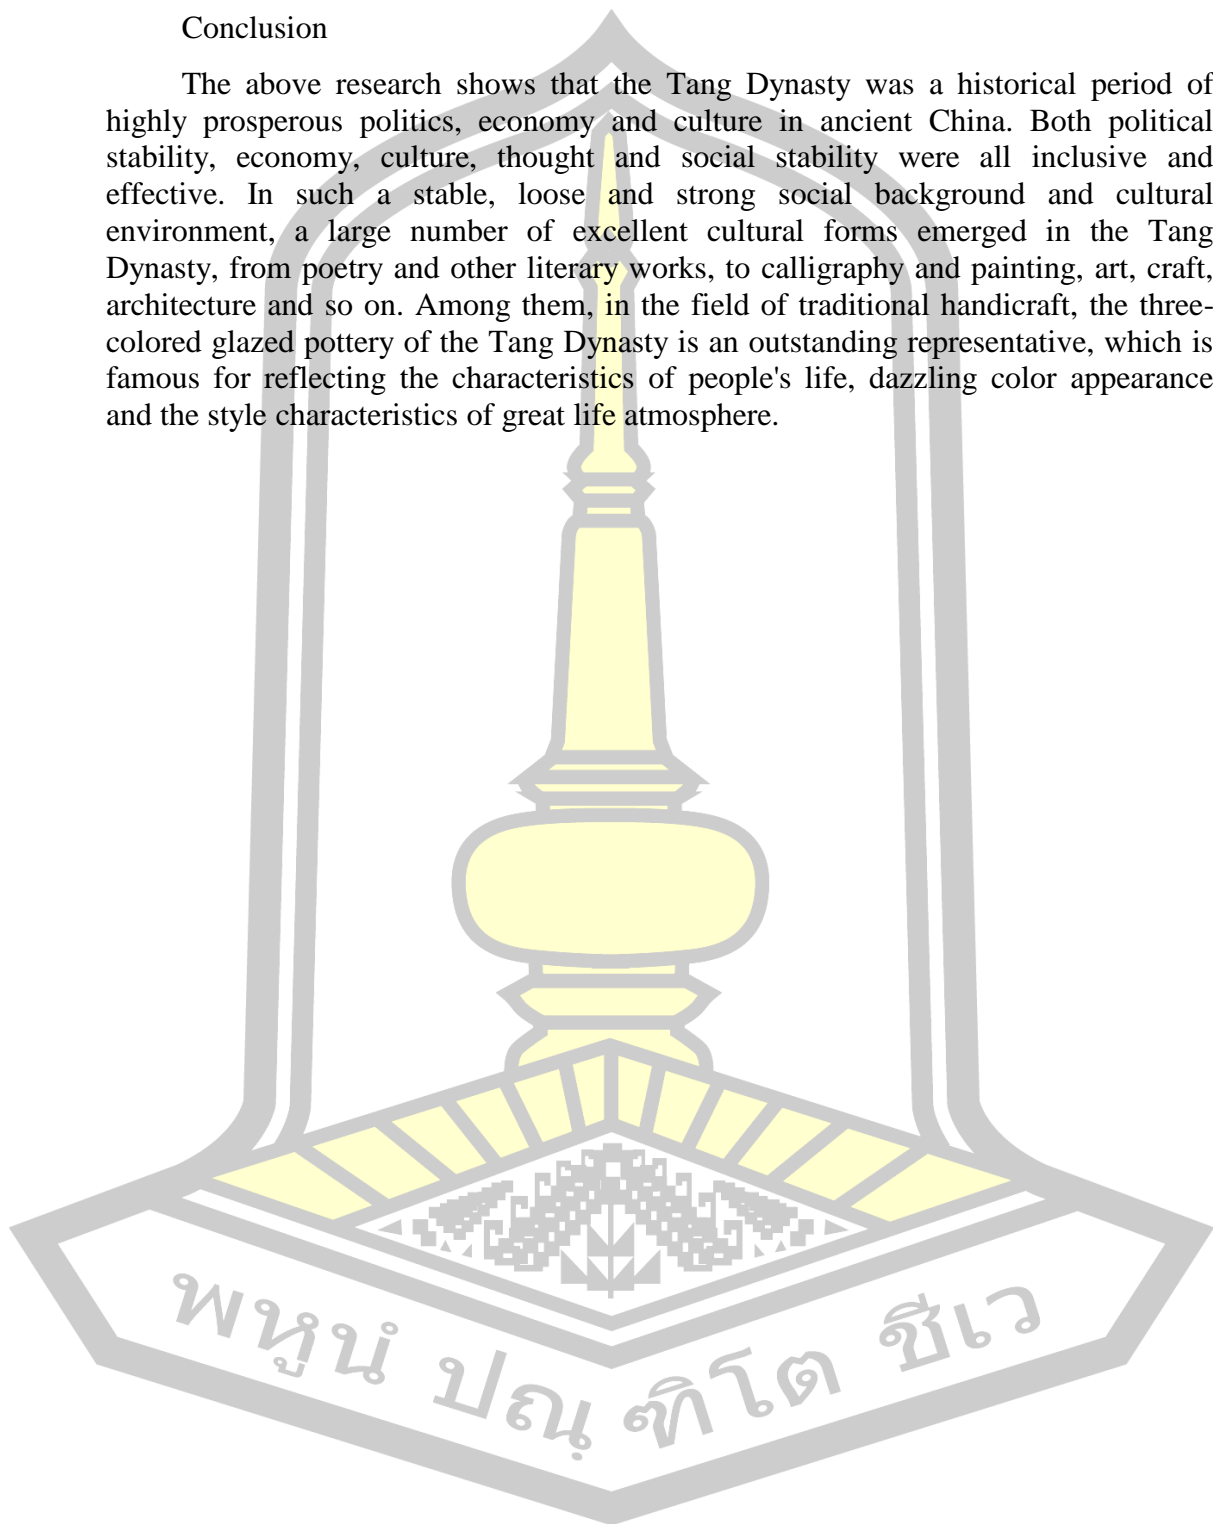 Conclusion
The above research shows that the Tang Dynasty was a historical period of
highly prosperous politics, economy and culture in ancient China. Both political
stability, economy, culture, thought and social stability were all inclusive and
effective. In such a stable, loose and strong social background and cultural
environment, a large number of excellent cultural forms emerged in the Tang
Dynasty, from poetry and other literary works, to calligraphy and painting, art, craft,
architecture and so on. Among them, in the field of traditional handicraft, the three-
colored glazed pottery of the Tang Dynasty is an outstanding representative, which is
famous for reflecting the characteristics of people's life, dazzling color appearance
and the style characteristics of great life atmosphere.
พหูนํ ปณฺ ฑิโต ชีเว